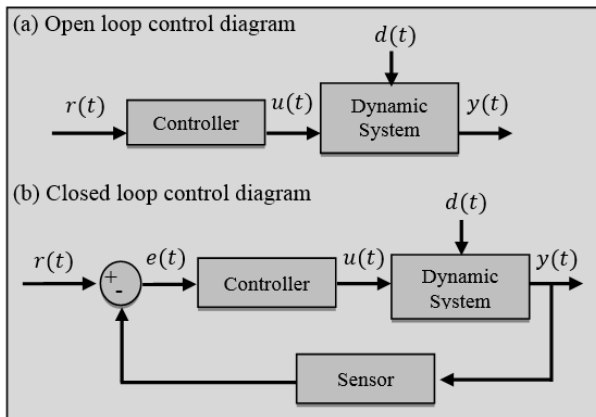 (a) Open loop control diagram
d(t)
r(t)
Controller
u(t)
Dynamic
System
y(t)
(b) Closed loop control diagram
d(t)
r(t)
+
-
e(t)
Controller
u(t)
Dynamic
System
y(t)
Sensor